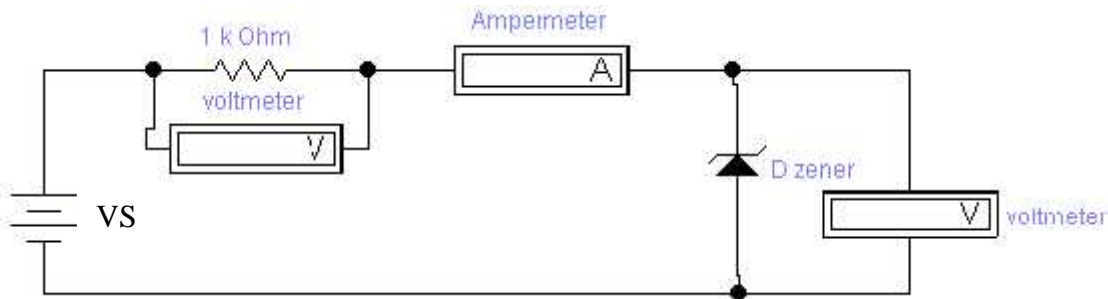 Ampermeter
1 k Ohm
A
voltmeter
V
D zener
VS
V
voltmeter